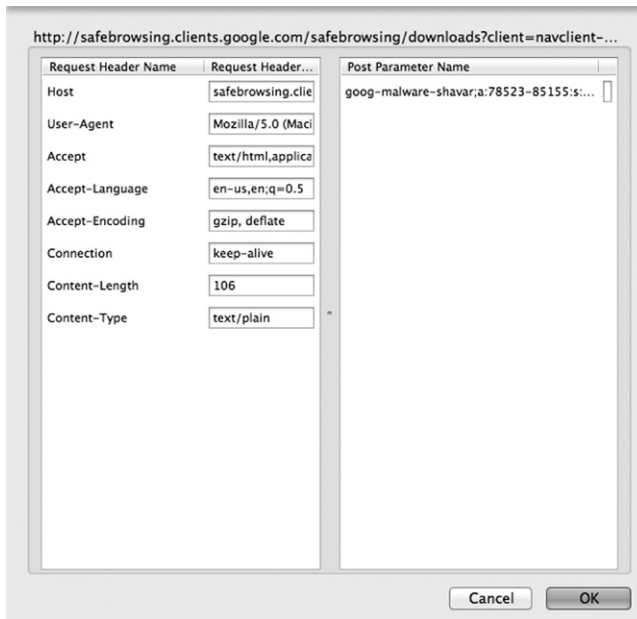 http://safebrowsing.clients.google.com/safebrowsing/downloads?client=navclient-...
Request Header Name Request Header... Post Parameter Name
Host safebrowsing.clie goog-malware-shavar;a:78523-85155:s:...
User-Agent Mozilla/5.0 (Maci
Accept text/html,applica
Accept-Language en-us,en;q=0.5
Accept-Encoding gzip, deflate
Connection keep-alive
Content-Length 106
Content-Type text/plain
Cancel OK